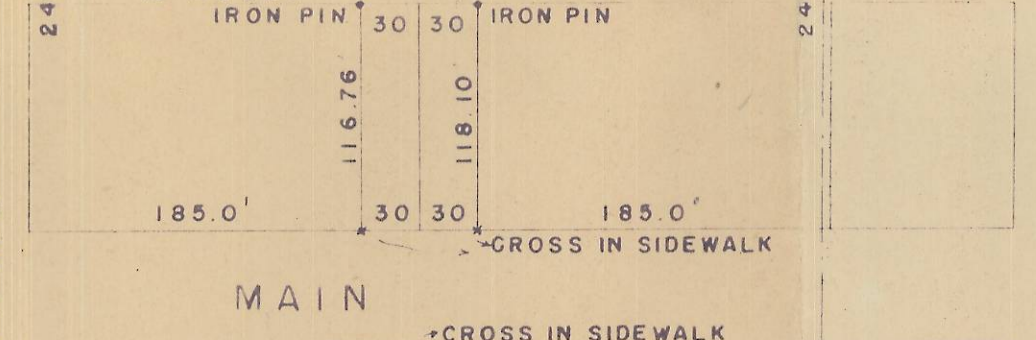 24
IRON PIN
30 30
IRON PIN
24
116.76
118.10
185.0'
30 30
185.0'
CROSS IN SIDEWALK
MAIN
CROSS IN SIDEWALK